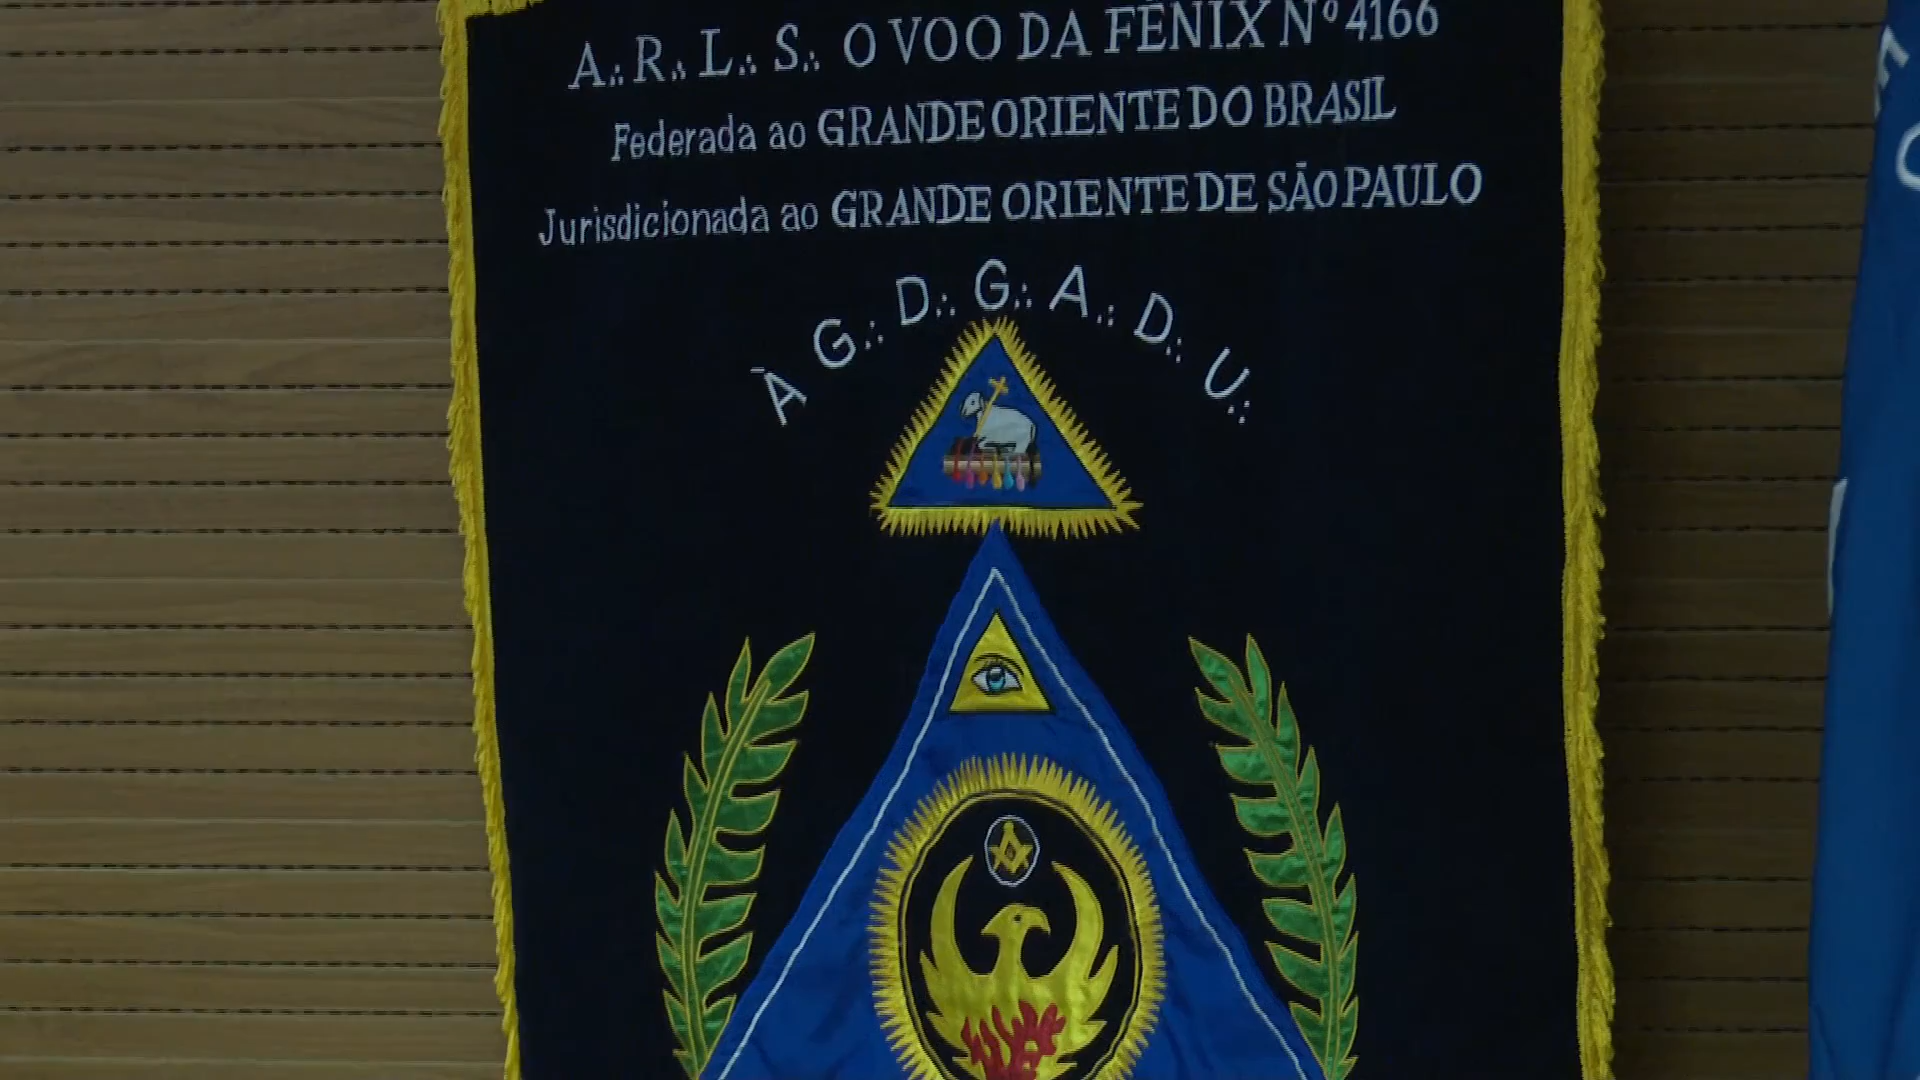 A∴ R∴ L∴ S∴ O VOO DA FÊNIX Nº 4166
Federada ao GRANDE ORIENTE DO BRASIL
Jurisdicionada ao GRANDE ORIENTE DE SÃO PAULO
À G∴ D∴ G∴ A∴ D∴ U∴